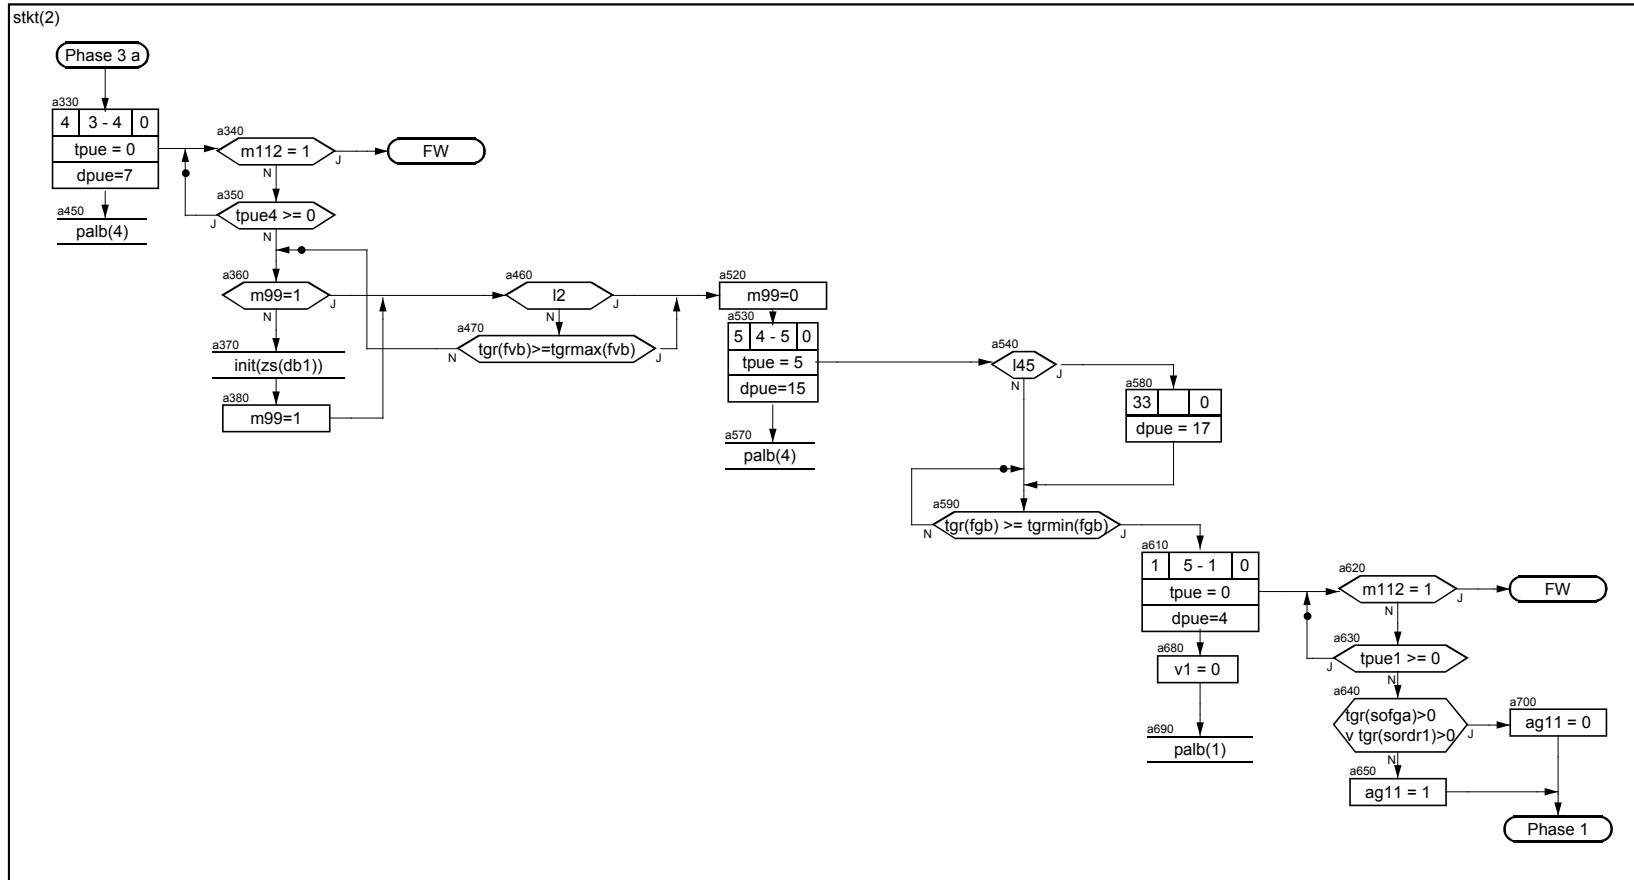 stkt(2)
Phase 3 a
a330
4 3 - 4 0
tpue = 0
dpue=7
a450
palb(4)
a340
m112 = 1
J
N
FW
a350
tpue4 >= 0
J
N
a360
m99=1
J
N
a370
init(zs(db1))
a380
m99=1
a460
l2
J
N
a470
tgr(fvb)>=tgrmax(fvb)
N
J
a520
m99=0
a530
5 4 - 5 0
tpue = 5
dpue=15
a570
palb(4)
a540
l45
J
N
a580
33 0
dpue = 17
a590
tgr(fgb) >= tgrmin(fgb)
N
J
a610
1 5 - 1 0
tpue = 0
dpue=4
a680
v1 = 0
a690
palb(1)
a620
m112 = 1
J
N
FW
a630
tpue1 >= 0
J
N
a640
tgr(sofga)>0
v tgr(sordr1)>0
J
N
a700
ag11 = 0
a650
ag11 = 1
Phase 1